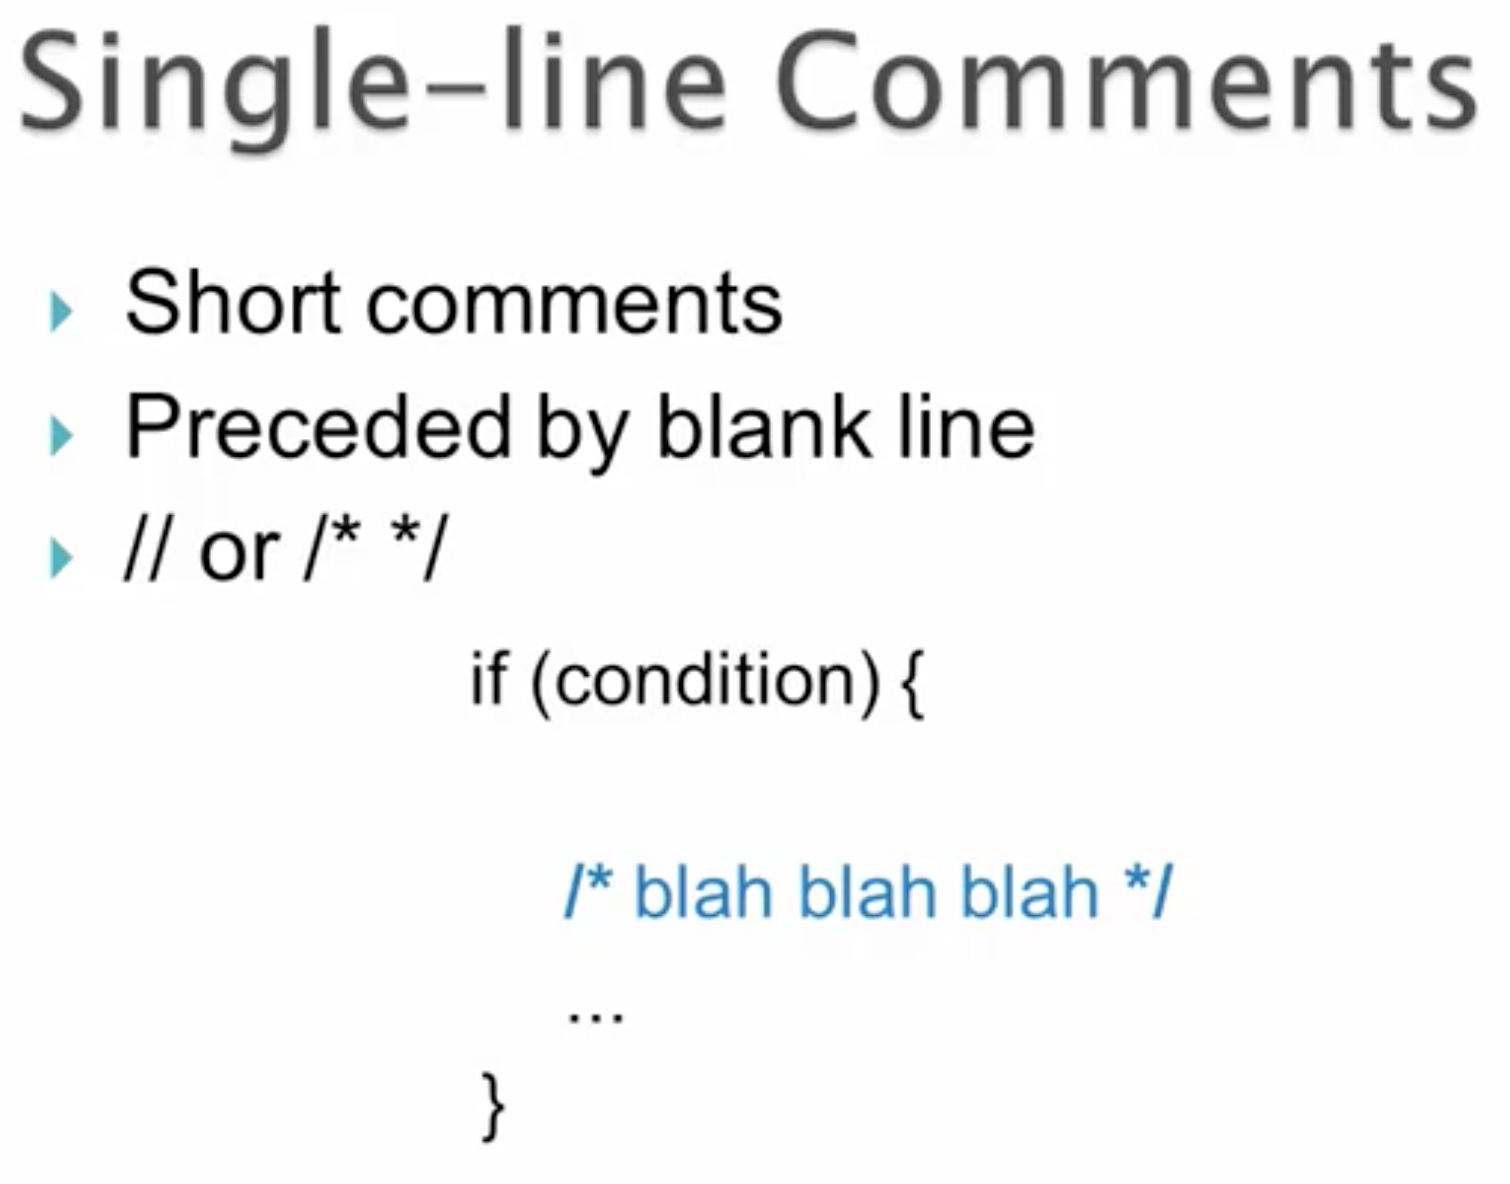 Single-line Comments
Short comments
Preceded by blank line
// or /* */
if (condition) {
/* blah blah blah */
...
}